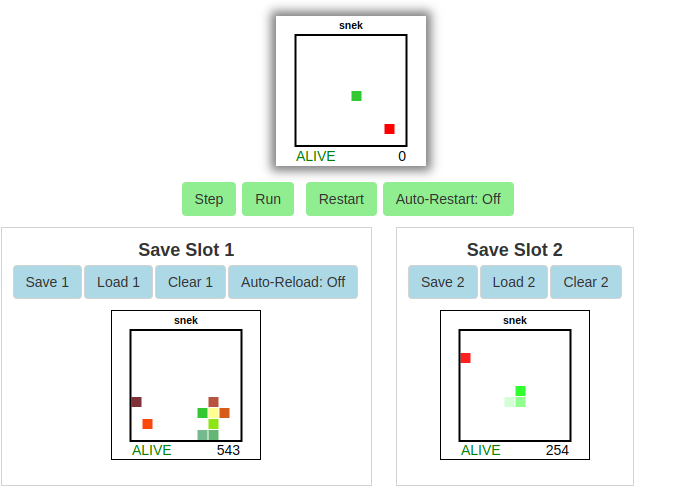 snek
ALIVE 0
Step Run Restart Auto-Restart: Off
Save Slot 1
Save 1 Load 1 Clear 1 Auto-Reload: Off
snek
ALIVE 543
Save Slot 2
Save 2 Load 2 Clear 2
snek
ALIVE 254